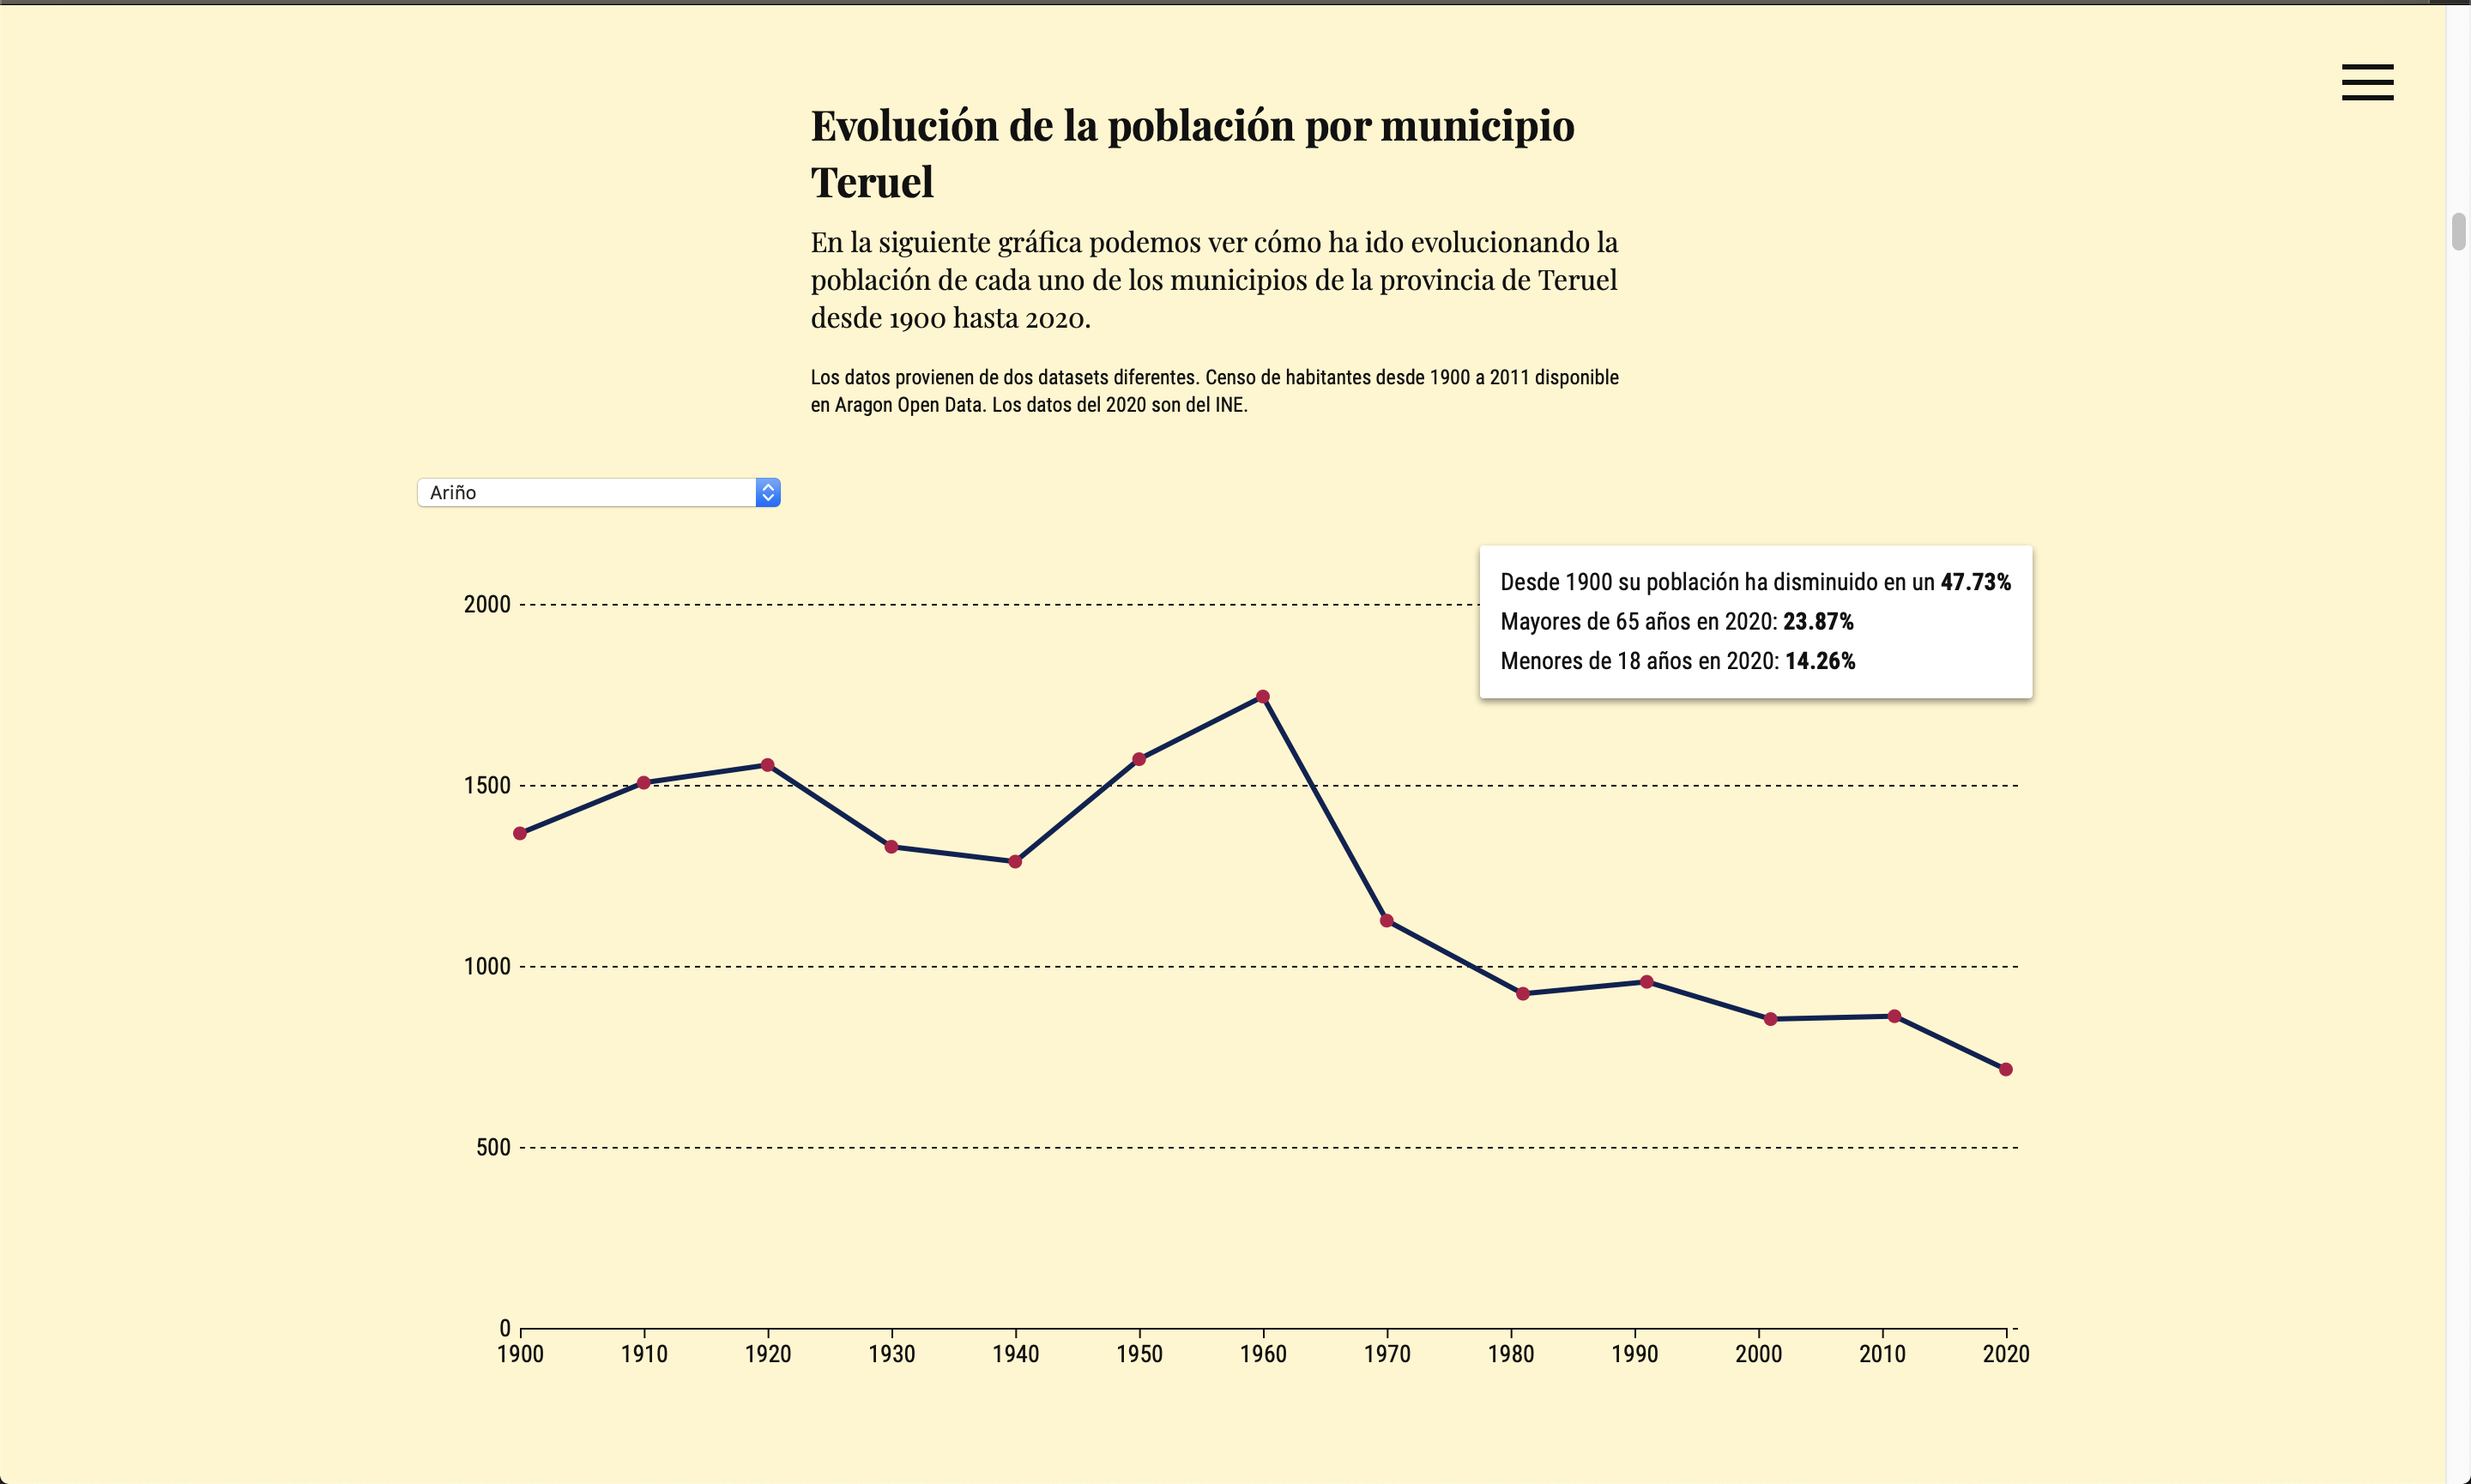 Evolución de la población por municipio
Teruel
En la siguiente gráfica podemos ver cómo ha ido evolucionando la
población de cada uno de los municipios de la provincia de Teruel
desde 1900 hasta 2020.
Los datos provienen de dos datasets diferentes. Censo de habitantes desde 1900 a 2011 disponible
en Aragon Open Data. Los datos del 2020 son del INE.
Ariño
Desde 1900 su población ha disminuido en un 47.73%
Mayores de 65 años en 2020: 23.87%
Menores de 18 años en 2020: 14.26%
2000
1500
1000
500
0
1900 1910 1920 1930 1940 1950 1960 1970 1980 1990 2000 2010 2020